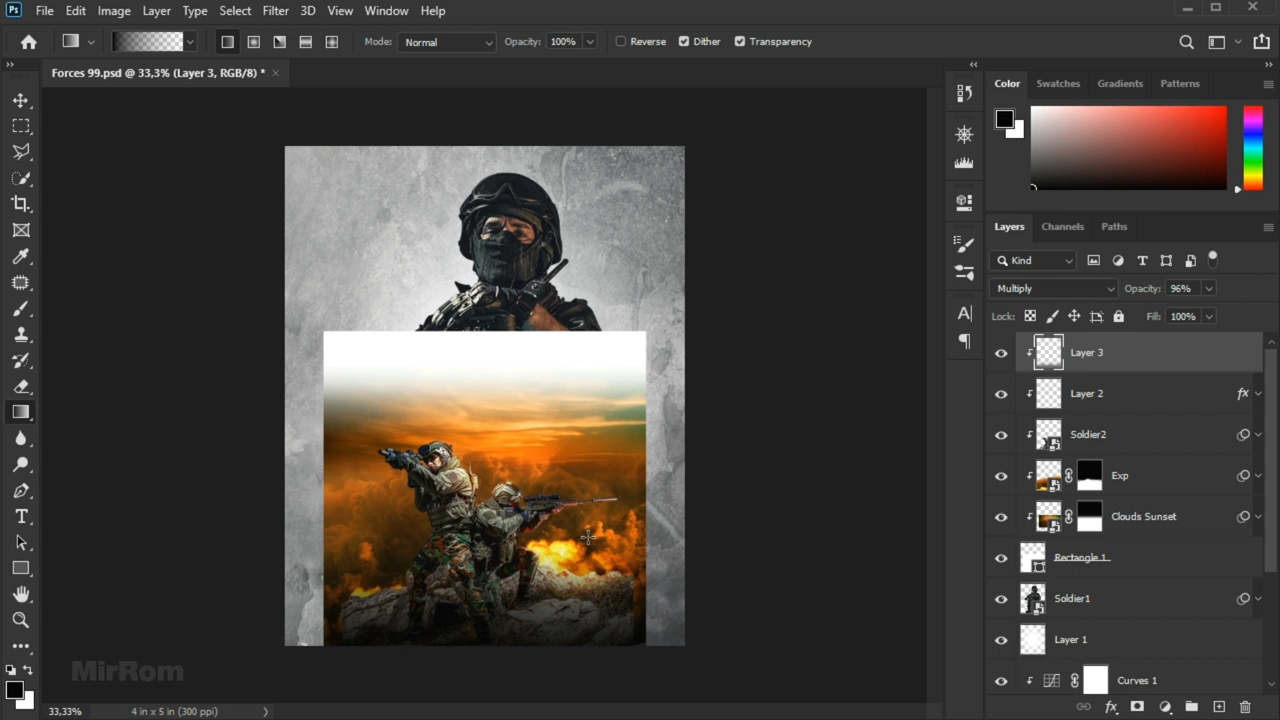 Ps File Edit Image Layer Type Select Filter 3D View Window Help
Mode: Normal Opacity: 100% Reverse Dither Transparency
Forces 99.psd @ 33,3% (Layer 3, RGB/8) * ×
Color Swatches Gradients Patterns
Layers Channels Paths
Kind
Multiply Opacity: 96%
Lock: Fill: 100%
Layer 3
Layer 2 fx
Soldier2
Exp
Clouds Sunset
Rectangle 1
Soldier1
Layer 1
Curves 1
MirRom
33,33% 4 in x 5 in (300 ppi)